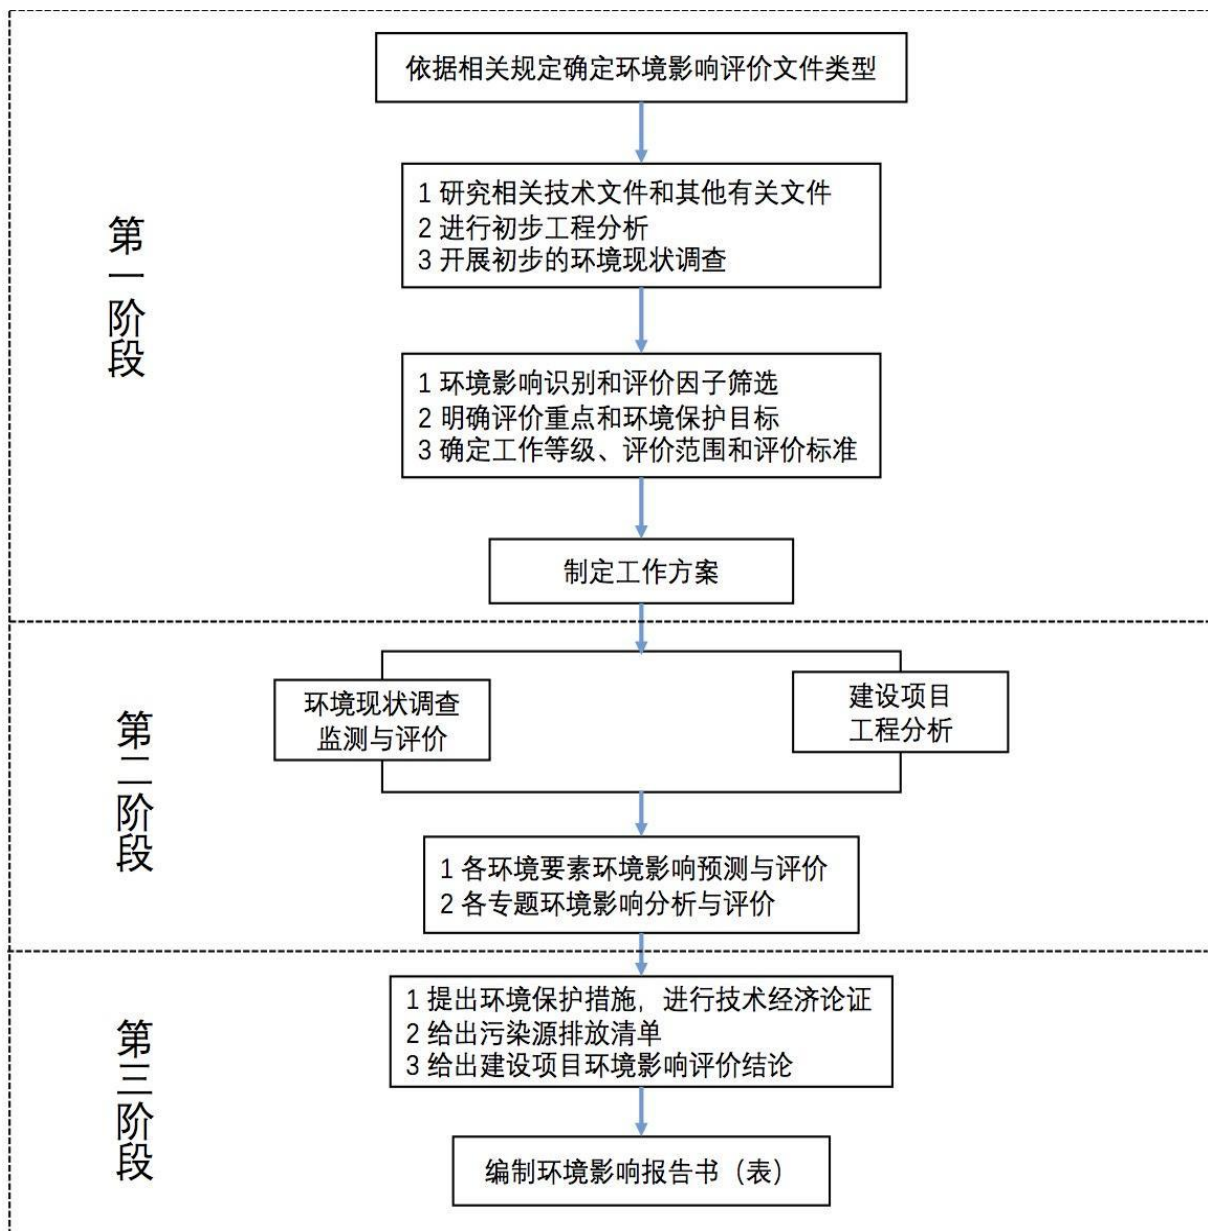 第一阶段
依据相关规定确定环境影响评价文件类型
1 研究相关技术文件和其他有关文件
2 进行初步工程分析
3 开展初步的环境现状调查
1 环境影响识别和评价因子筛选
2 明确评价重点和环境保护目标
3 确定工作等级、评价范围和评价标准
制定工作方案
第二阶段
环境现状调查
监测与评价
建设项目
工程分析
1 各环境要素环境影响预测与评价
2 各专题环境影响分析与评价
第三阶段
1 提出环境保护措施，进行技术经济论证
2 给出污染源排放清单
3 给出建设项目环境影响评价结论
编制环境影响报告书（表）